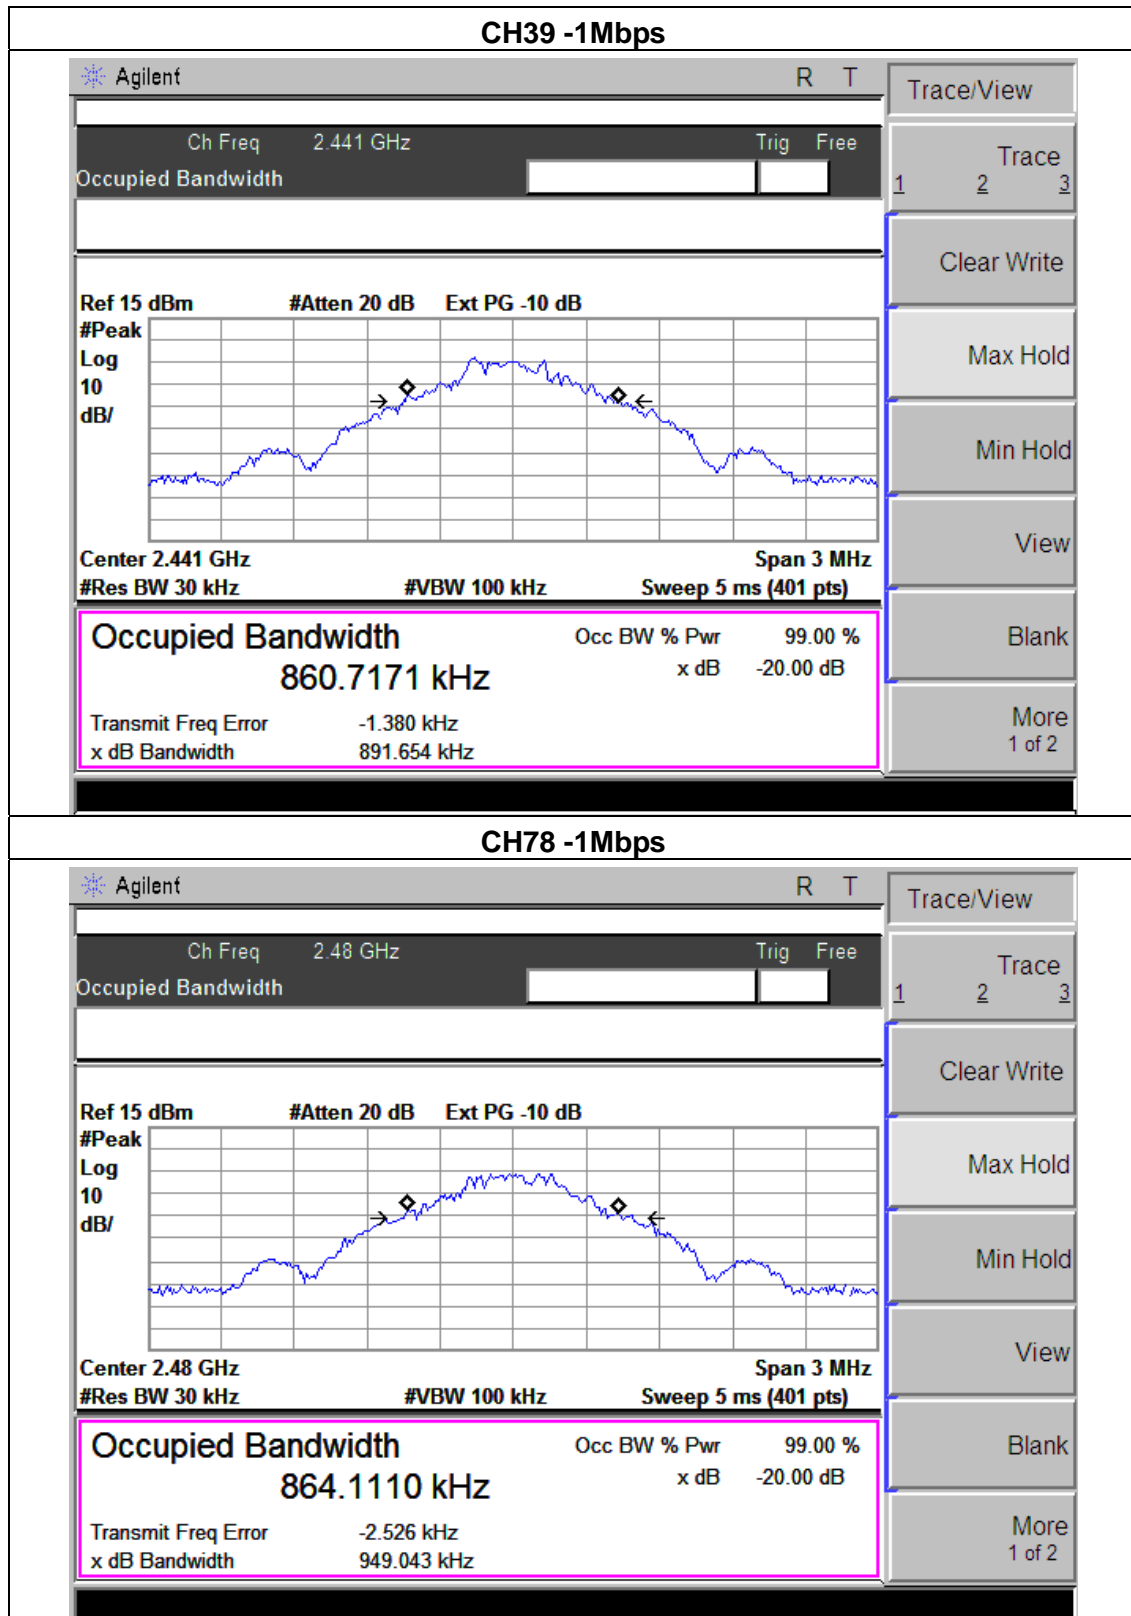 CH39 -1Mbps
Agilent R T
Trace/View
Ch Freq 2.441 GHz Trig Free
Occupied Bandwidth
Trace
1 2 3
Clear Write
Ref 15 dBm #Atten 20 dB Ext PG -10 dB
#Peak
Log
10
dB/
Max Hold
Min Hold
Center 2.441 GHz Span 3 MHz
#Res BW 30 kHz #VBW 100 kHz Sweep 5 ms (401 pts)
View
Occupied Bandwidth Occ BW % Pwr 99.00 %
860.7171 kHz x dB -20.00 dB
Blank
Transmit Freq Error -1.380 kHz
x dB Bandwidth 891.654 kHz
More
1 of 2
CH78 -1Mbps
Agilent R T
Trace/View
Ch Freq 2.48 GHz Trig Free
Occupied Bandwidth
Trace
1 2 3
Clear Write
Ref 15 dBm #Atten 20 dB Ext PG -10 dB
#Peak
Log
10
dB/
Max Hold
Min Hold
Center 2.48 GHz Span 3 MHz
#Res BW 30 kHz #VBW 100 kHz Sweep 5 ms (401 pts)
View
Occupied Bandwidth Occ BW % Pwr 99.00 %
864.1110 kHz x dB -20.00 dB
Blank
Transmit Freq Error -2.526 kHz
x dB Bandwidth 949.043 kHz
More
1 of 2